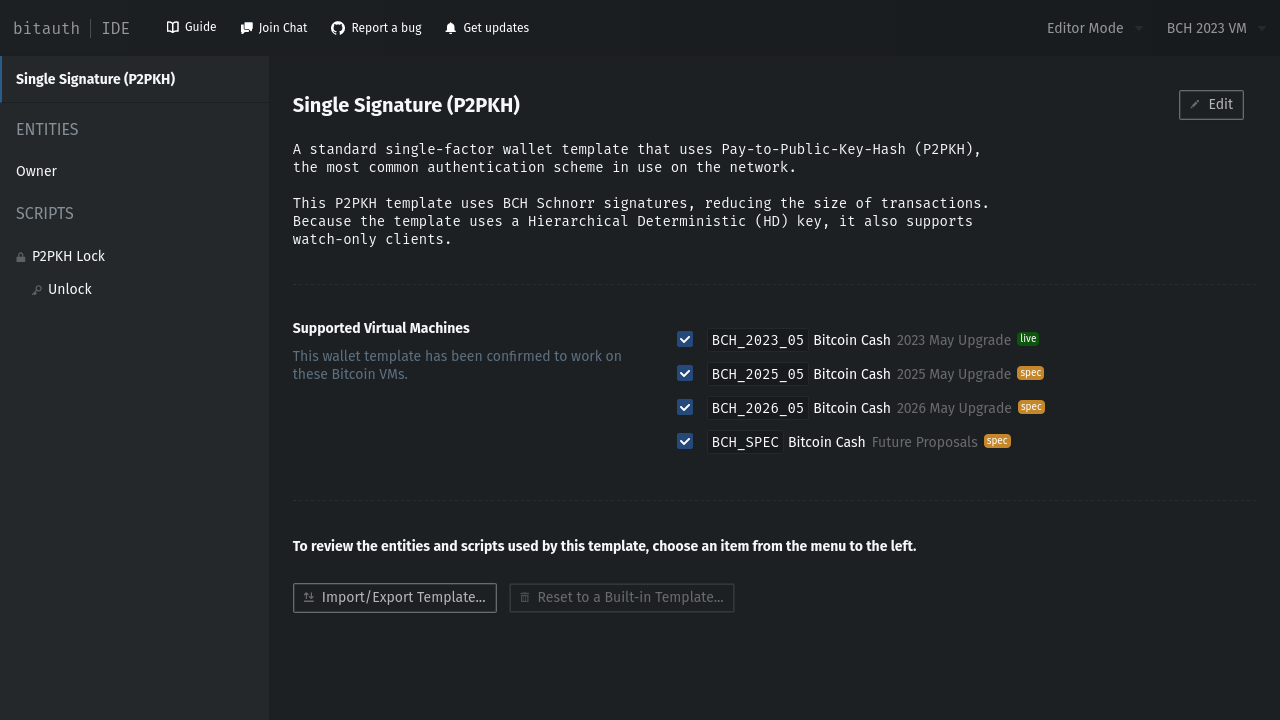 bitauth IDE
Guide
Join Chat
Report a bug
Get updates
Editor Mode
BCH 2023 VM
Single Signature (P2PKH)
ENTITIES
Owner
SCRIPTS
P2PKH Lock
Unlock
Single Signature (P2PKH)
Edit
A standard single-factor wallet template that uses Pay-to-Public-Key-Hash (P2PKH),
the most common authentication scheme in use on the network.
This P2PKH template uses BCH Schnorr signatures, reducing the size of transactions.
Because the template uses a Hierarchical Deterministic (HD) key, it also supports
watch-only clients.
Supported Virtual Machines
This wallet template has been confirmed to work on
these Bitcoin VMs.
BCH_2023_05 Bitcoin Cash 2023 May Upgrade live
BCH_2025_05 Bitcoin Cash 2025 May Upgrade spec
BCH_2026_05 Bitcoin Cash 2026 May Upgrade spec
BCH_SPEC Bitcoin Cash Future Proposals spec
To review the entities and scripts used by this template, choose an item from the menu to the left.
Import/Export Template...
Reset to a Built-in Template...